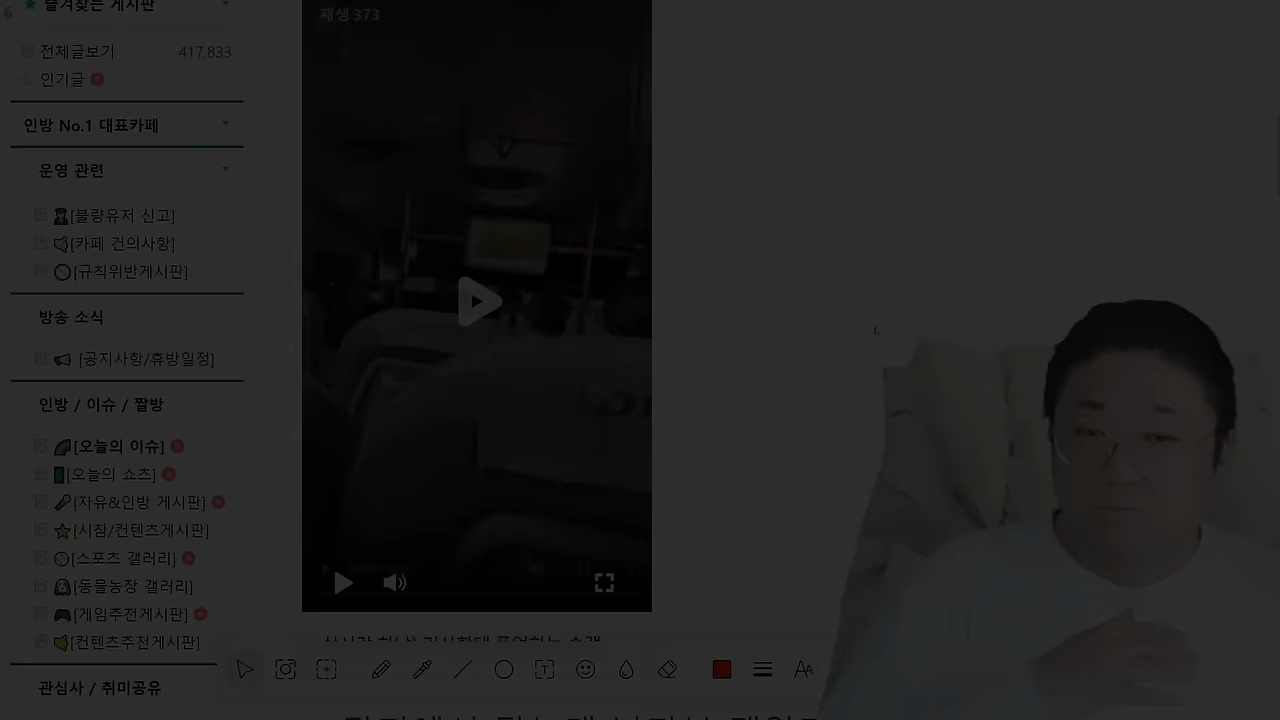 즐겨찾는 게시판
전체글보기 417,833
인기글
인방 No.1 대표카페
운영 관련
[불량유저 신고]
[카페 건의사항]
[규칙위반게시판]
방송 소식
[공지사항/휴방일정]
인방 / 이슈 / 짤방
[오늘의 이슈]
[오늘의 쇼츠]
[자유&인방 게시판]
[시참/컨텐츠게시판]
[스포츠 갤러리]
[동물농장 갤러리]
[게임추천게시판]
[컨텐츠추천게시판]
관심사 / 취미공유
재생 373